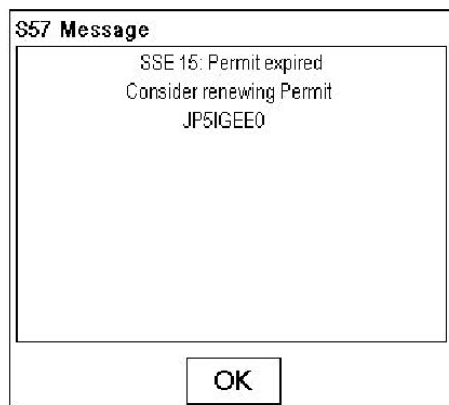 S57 Message
SSE 15: Permit expired
Consider renewing Permit
JP5IGEE0
OK